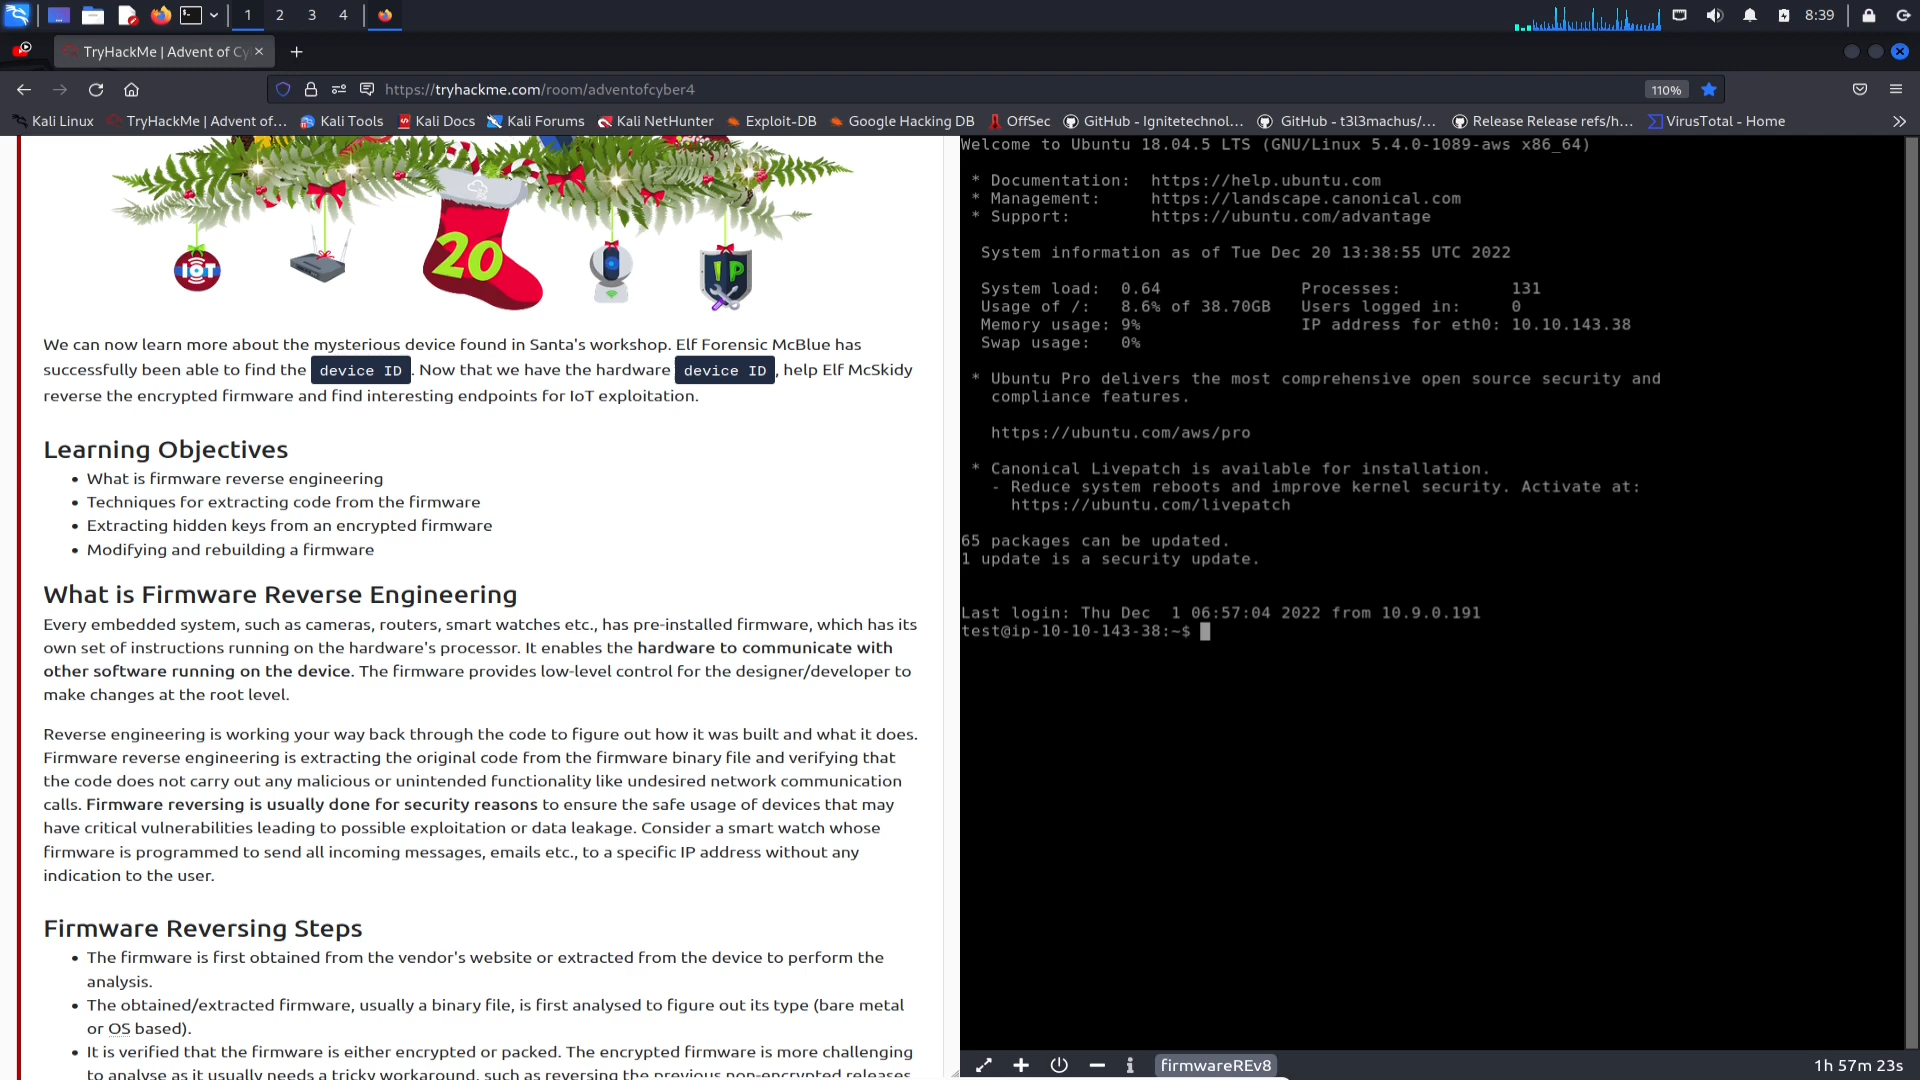 1 2 3 4 8:39
TryHackMe | Advent of Cy
https://tryhackme.com/room/adventofcyber4 110%
Kali Linux TryHackMe | Advent of... Kali Tools Kali Docs Kali Forums Kali NetHunter Exploit-DB Google Hacking DB OffSec GitHub - Ignitetechnol... GitHub - t3l3machus/... Release Release refs/h... VirusTotal - Home
IOT 20 IP
We can now learn more about the mysterious device found in Santa's workshop. Elf Forensic McBlue has
successfully been able to find the device ID. Now that we have the hardware device ID, help Elf McSkidy
reverse the encrypted firmware and find interesting endpoints for IoT exploitation.
Learning Objectives
• What is firmware reverse engineering
• Techniques for extracting code from the firmware
• Extracting hidden keys from an encrypted firmware
• Modifying and rebuilding a firmware
What is Firmware Reverse Engineering
Every embedded system, such as cameras, routers, smart watches etc., has pre-installed firmware, which has its
own set of instructions running on the hardware's processor. It enables the hardware to communicate with
other software running on the device. The firmware provides low-level control for the designer/developer to
make changes at the root level.
Reverse engineering is working your way back through the code to figure out how it was built and what it does.
Firmware reverse engineering is extracting the original code from the firmware binary file and verifying that
the code does not carry out any malicious or unintended functionality like undesired network communication
calls. Firmware reversing is usually done for security reasons to ensure the safe usage of devices that may
have critical vulnerabilities leading to possible exploitation or data leakage. Consider a smart watch whose
firmware is programmed to send all incoming messages, emails etc., to a specific IP address without any
indication to the user.
Firmware Reversing Steps
• The firmware is first obtained from the vendor's website or extracted from the device to perform the
analysis.
• The obtained/extracted firmware, usually a binary file, is first analysed to figure out its type (bare metal
or OS based).
• It is verified that the firmware is either encrypted or packed. The encrypted firmware is more challenging
to analyse as it usually needs a tricky workaround, such as reversing the previous non-encrypted releases
Welcome to Ubuntu 18.04.5 LTS (GNU/Linux 5.4.0-1089-aws x86_64)
* Documentation: https://help.ubuntu.com
* Management: https://landscape.canonical.com
* Support: https://ubuntu.com/advantage
System information as of Tue Dec 20 13:38:55 UTC 2022
System load: 0.64 Processes: 131
Usage of /: 8.6% of 38.70GB Users logged in: 0
Memory usage: 9% IP address for eth0: 10.10.143.38
Swap usage: 0%
* Ubuntu Pro delivers the most comprehensive open source security and
compliance features.
https://ubuntu.com/aws/pro
* Canonical Livepatch is available for installation.
- Reduce system reboots and improve kernel security. Activate at:
https://ubuntu.com/livepatch
65 packages can be updated.
1 update is a security update.
Last login: Thu Dec 1 06:57:04 2022 from 10.9.0.191
test@ip-10-10-143-38:~$
firmwareREv8 1h 57m 23s